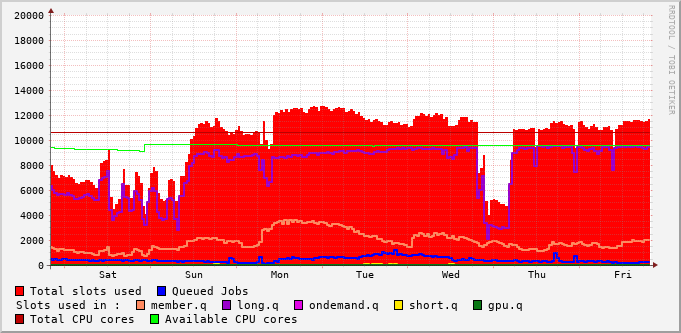 20000
18000
16000
14000
12000
10000
8000
6000
4000
2000
0
Sat Sun Mon Tue Wed Thu Fri
RRDTOOL / TOBI OETIKER
Total slots used Queued Jobs
Slots used in : member.q long.q ondemand.q short.q gpu.q
Total CPU cores Available CPU cores